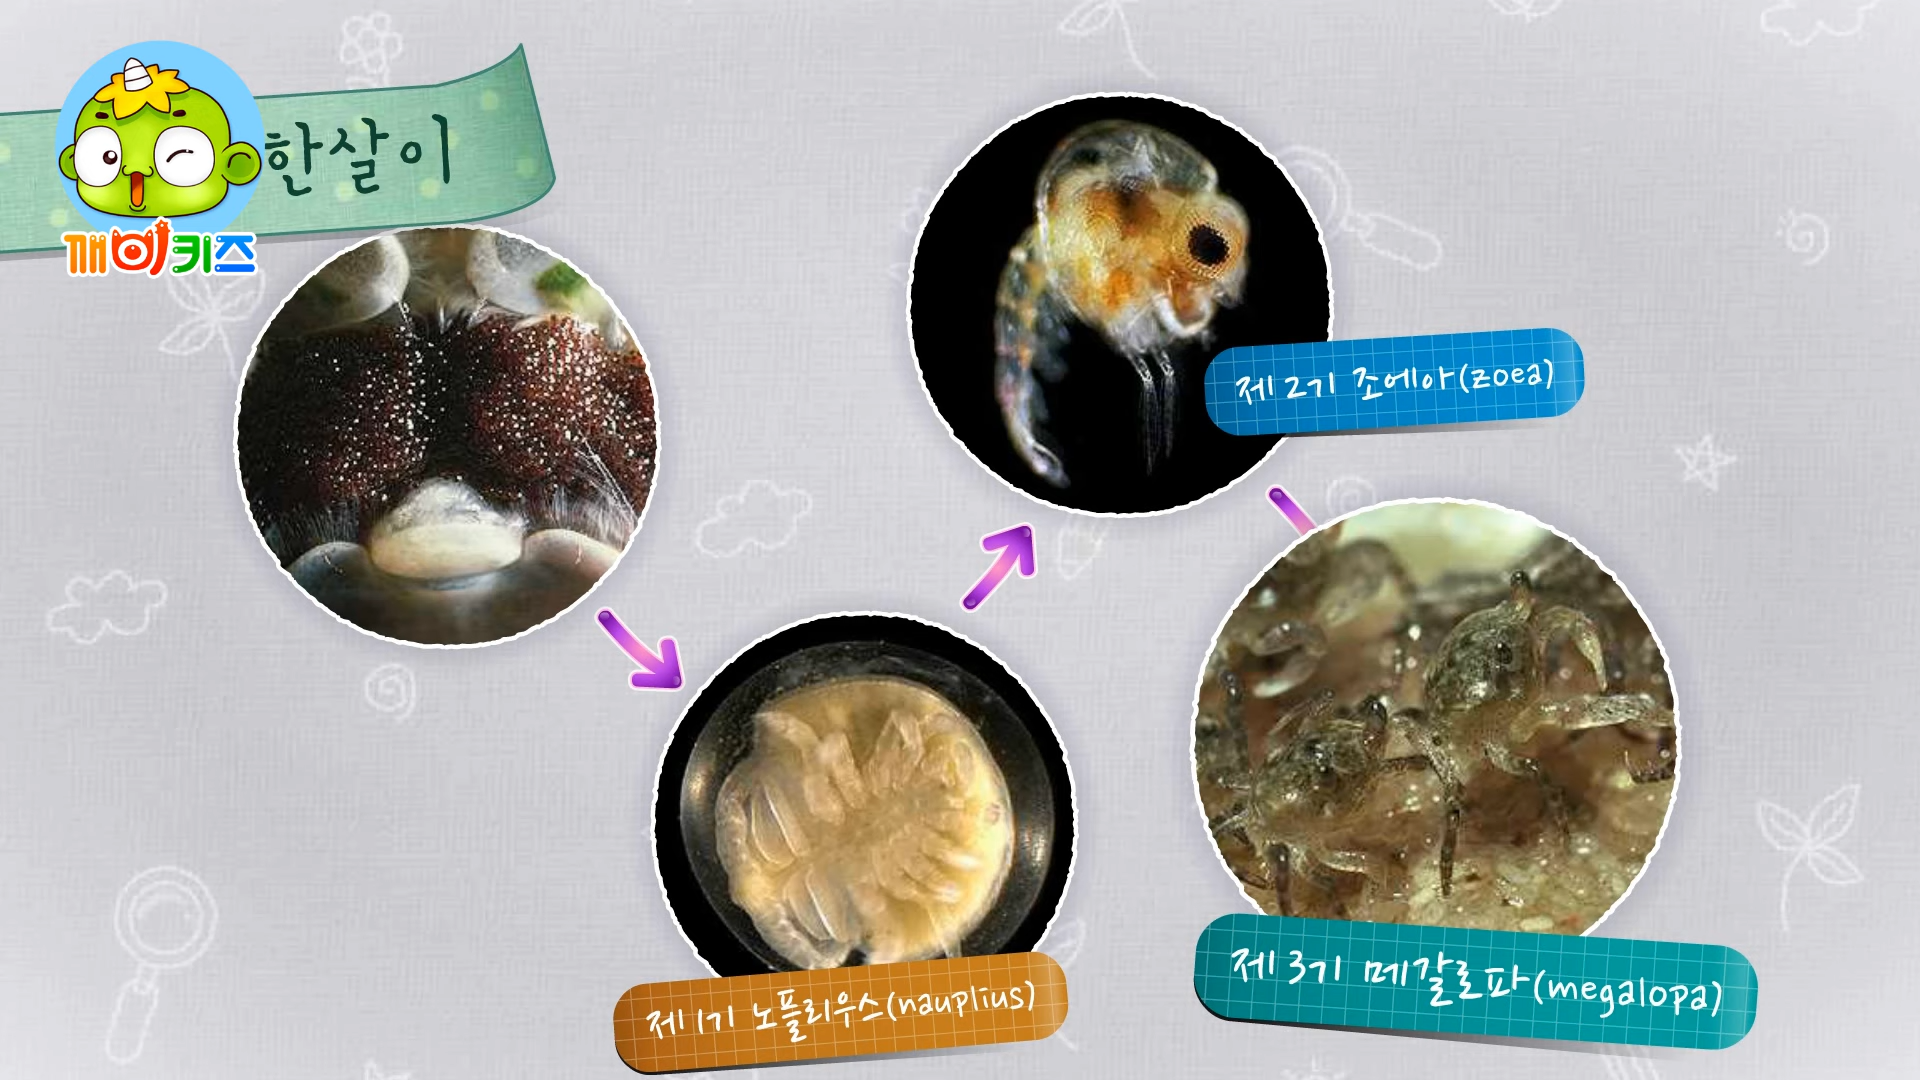 한살이
깨비키즈
제 2기 조에아(zoea)
제 1기 노플리우스(nauplius)
제 3기 메갈로파(megalopa)